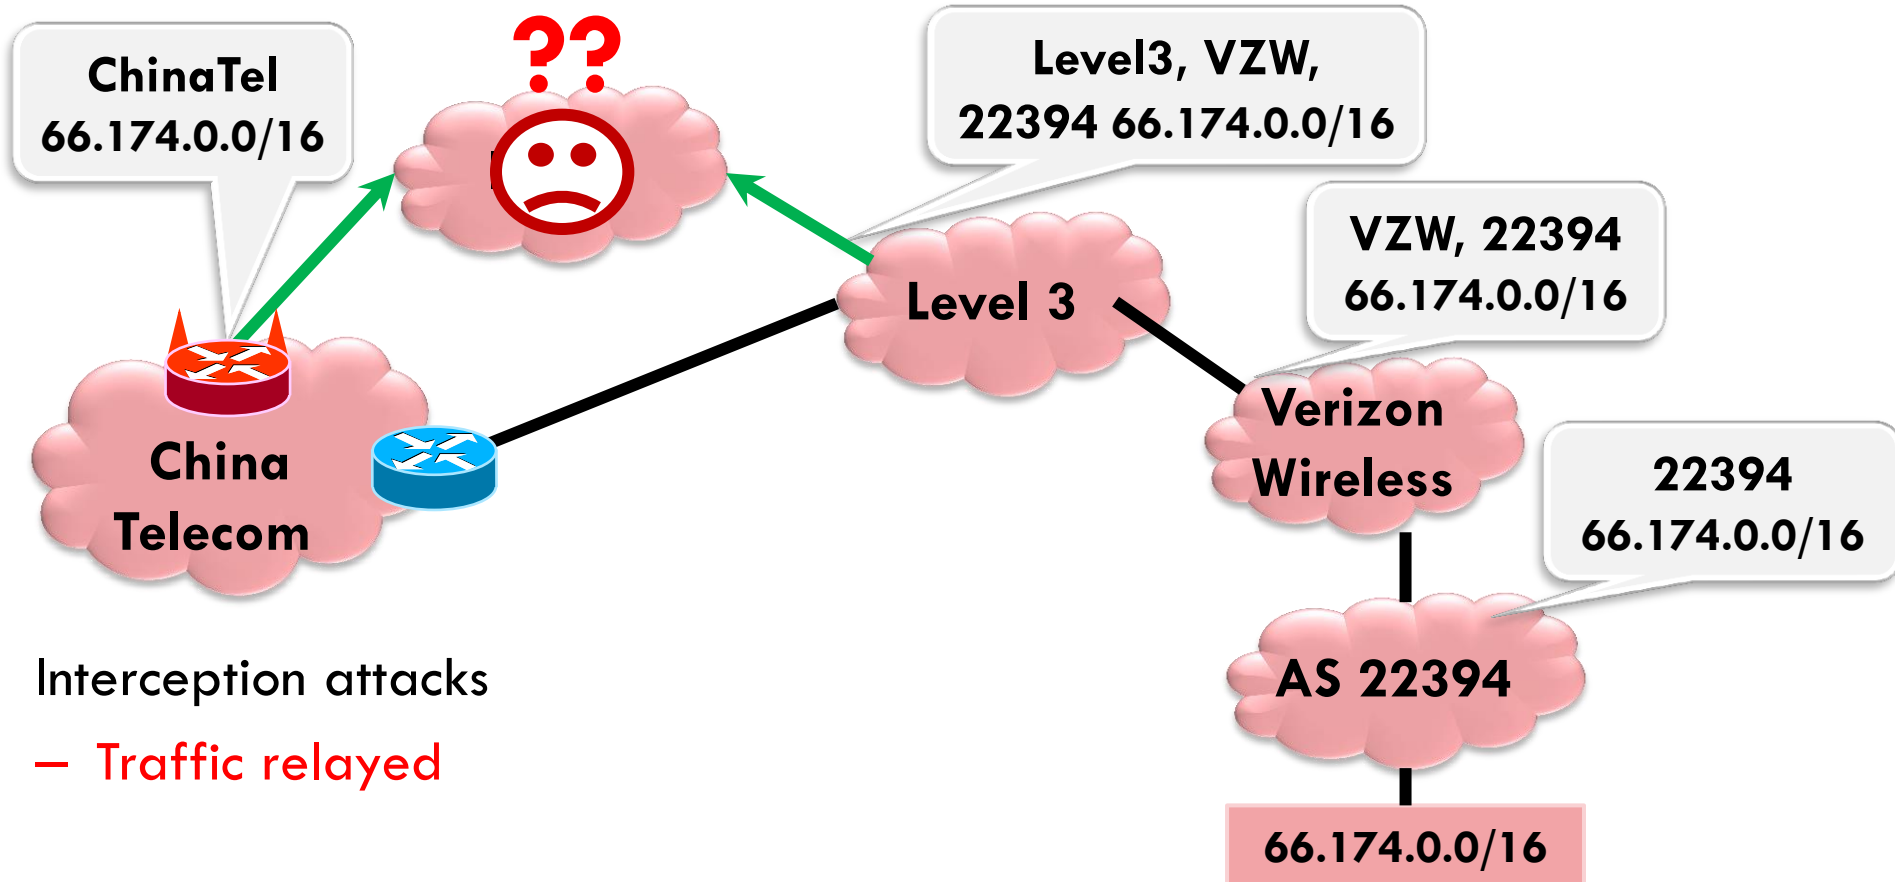 ChinaTel
66.174.0.0/16
??
Level3, VZW,
22394 66.174.0.0/16
Level 3
VZW, 22394
66.174.0.0/16
Verizon
Wireless
China
Telecom
22394
66.174.0.0/16
AS 22394
66.174.0.0/16
Interception attacks
– Traffic relayed